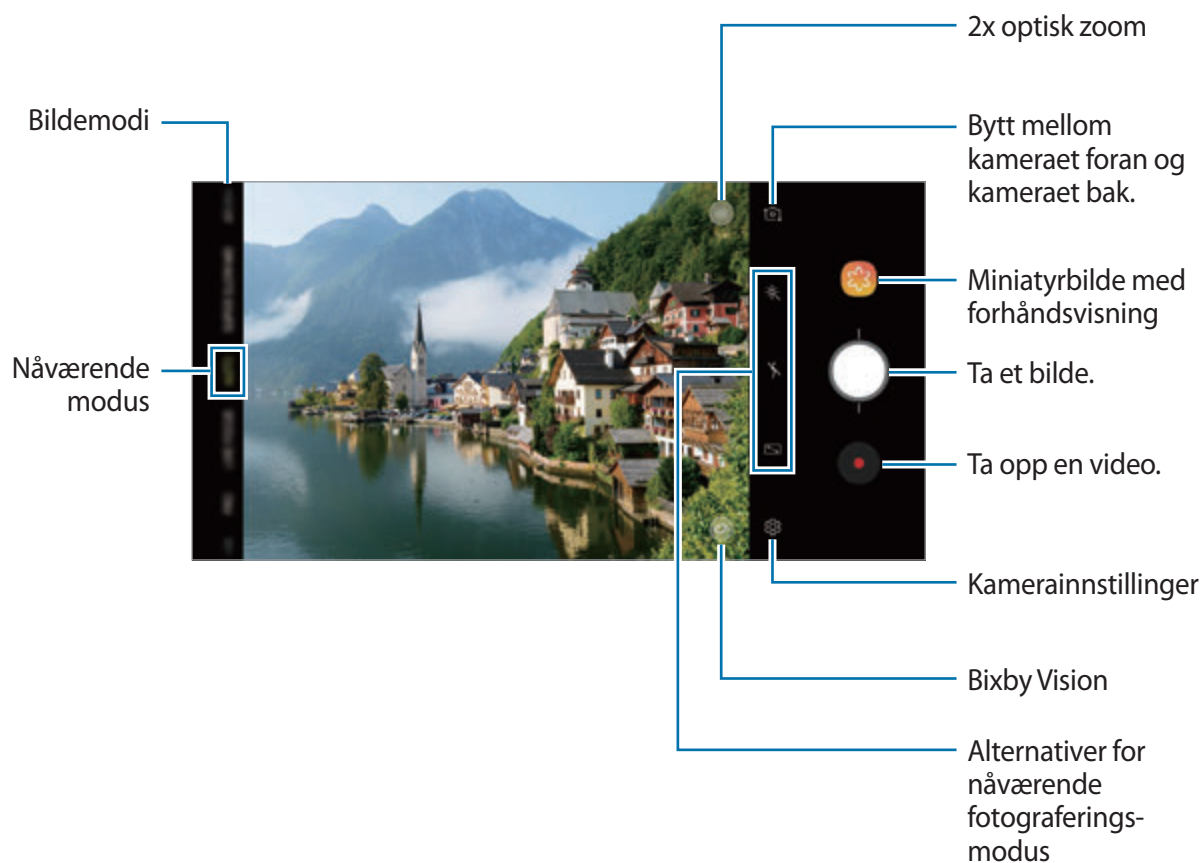 2x optisk zoom
Bildemodi
Bytt mellom
kameraet foran og
kameraet bak.
Miniatyrbilde med
forhåndsvisning
Nåværende
modus
Ta et bilde.
Ta opp en video.
Kamerainnstillinger
Bixby Vision
Alternativer for
nåværende
fotograferings-
modus